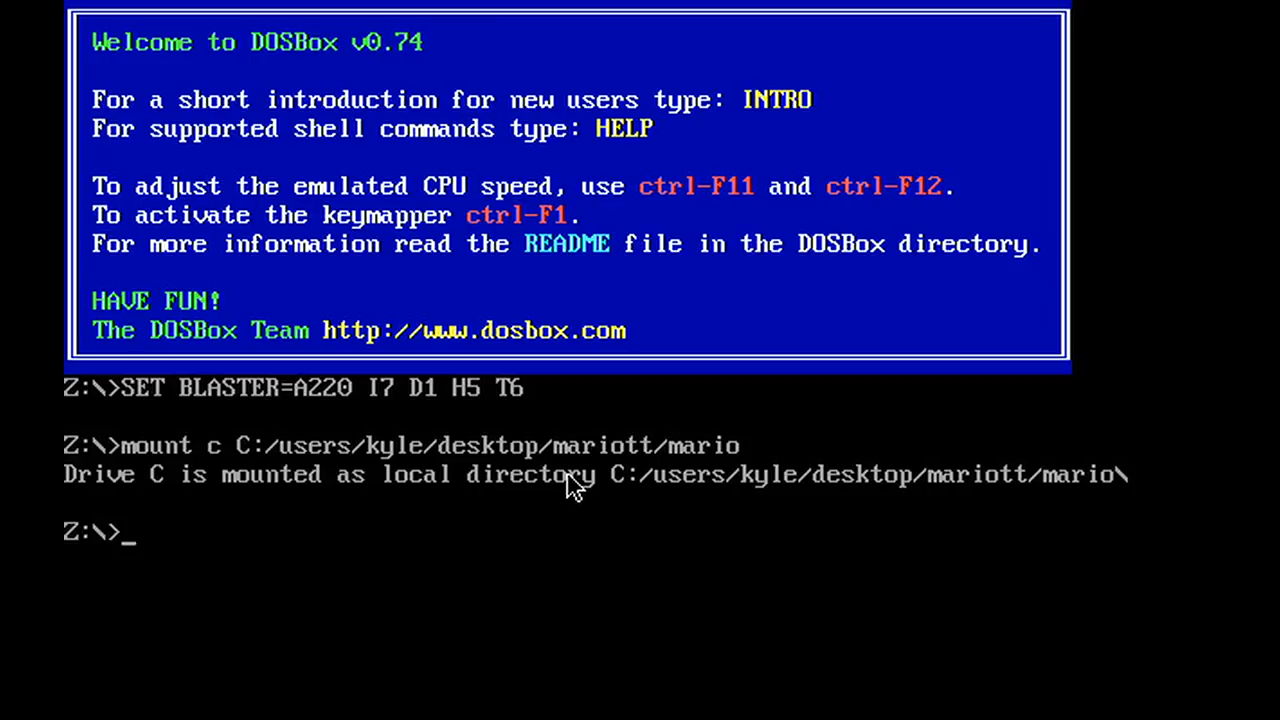 Welcome to DOSBox v0.74
For a short introduction for new users type: INTRO
For supported shell commands type: HELP
To adjust the emulated CPU speed, use ctrl-F11 and ctrl-F12.
To activate the keymapper ctrl-F1.
For more information read the README file in the DOSBox directory.
HAVE FUN!
The DOSBox Team http://www.dosbox.com
Z:\>SET BLASTER=A220 I7 D1 H5 T6
Z:\>mount c C:/users/kyle/desktop/mariott/mario
Drive C is mounted as local directory C:/users/kyle/desktop/mariott/mario\
Z:\>_